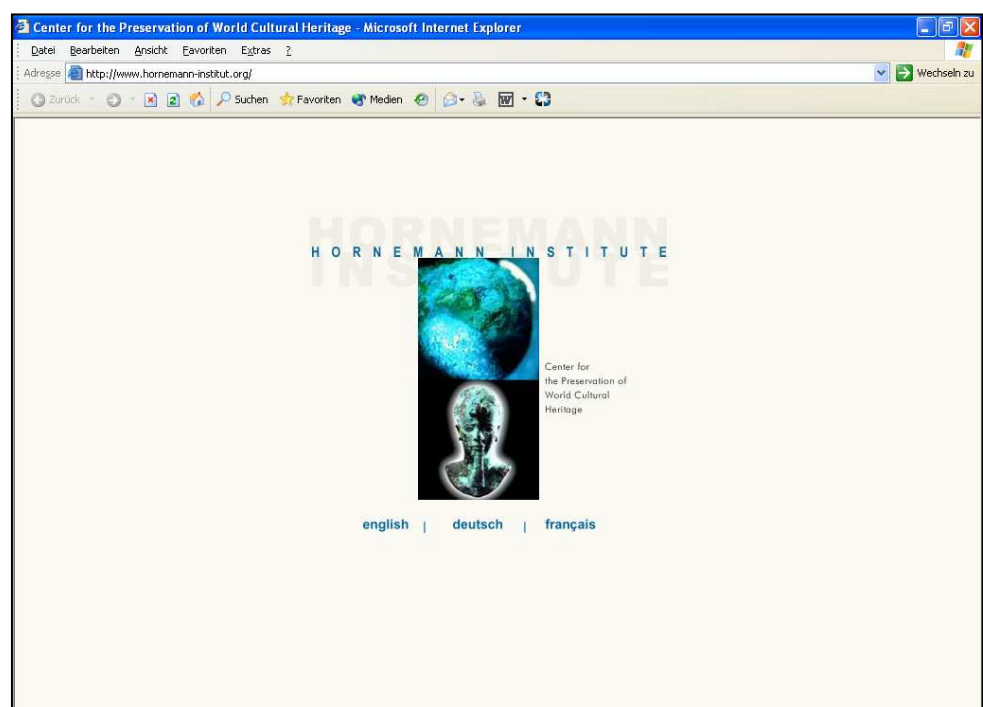 Center for the Preservation of World Cultural Heritage - Microsoft Internet Explorer
Datei Bearbeiten Ansicht Favoriten Extras ?
Adresse http://www.hornemann-institut.org/ Wechseln zu
Zurück Suchen Favoriten Medien W
HORNEMANN
HORNEMANN INSTITUTE
INSTITUTE
Center for
the Preservation of
World Cultural
Heritage
english | deutsch | français